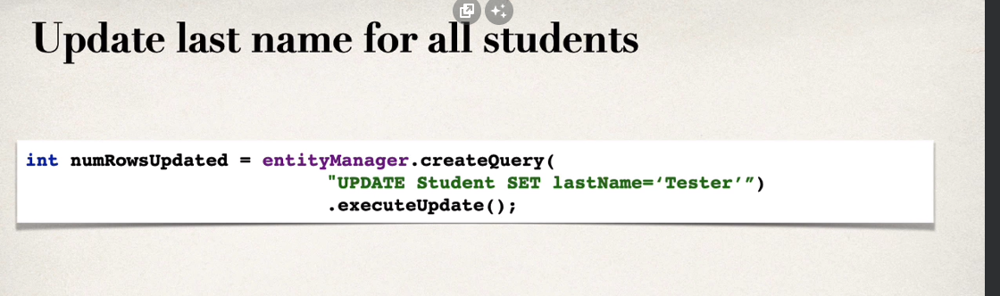 Update last name for all students
int numRowsUpdated = entityManager.createQuery(
"UPDATE Student SET lastName=‘Tester’”)
.executeUpdate();